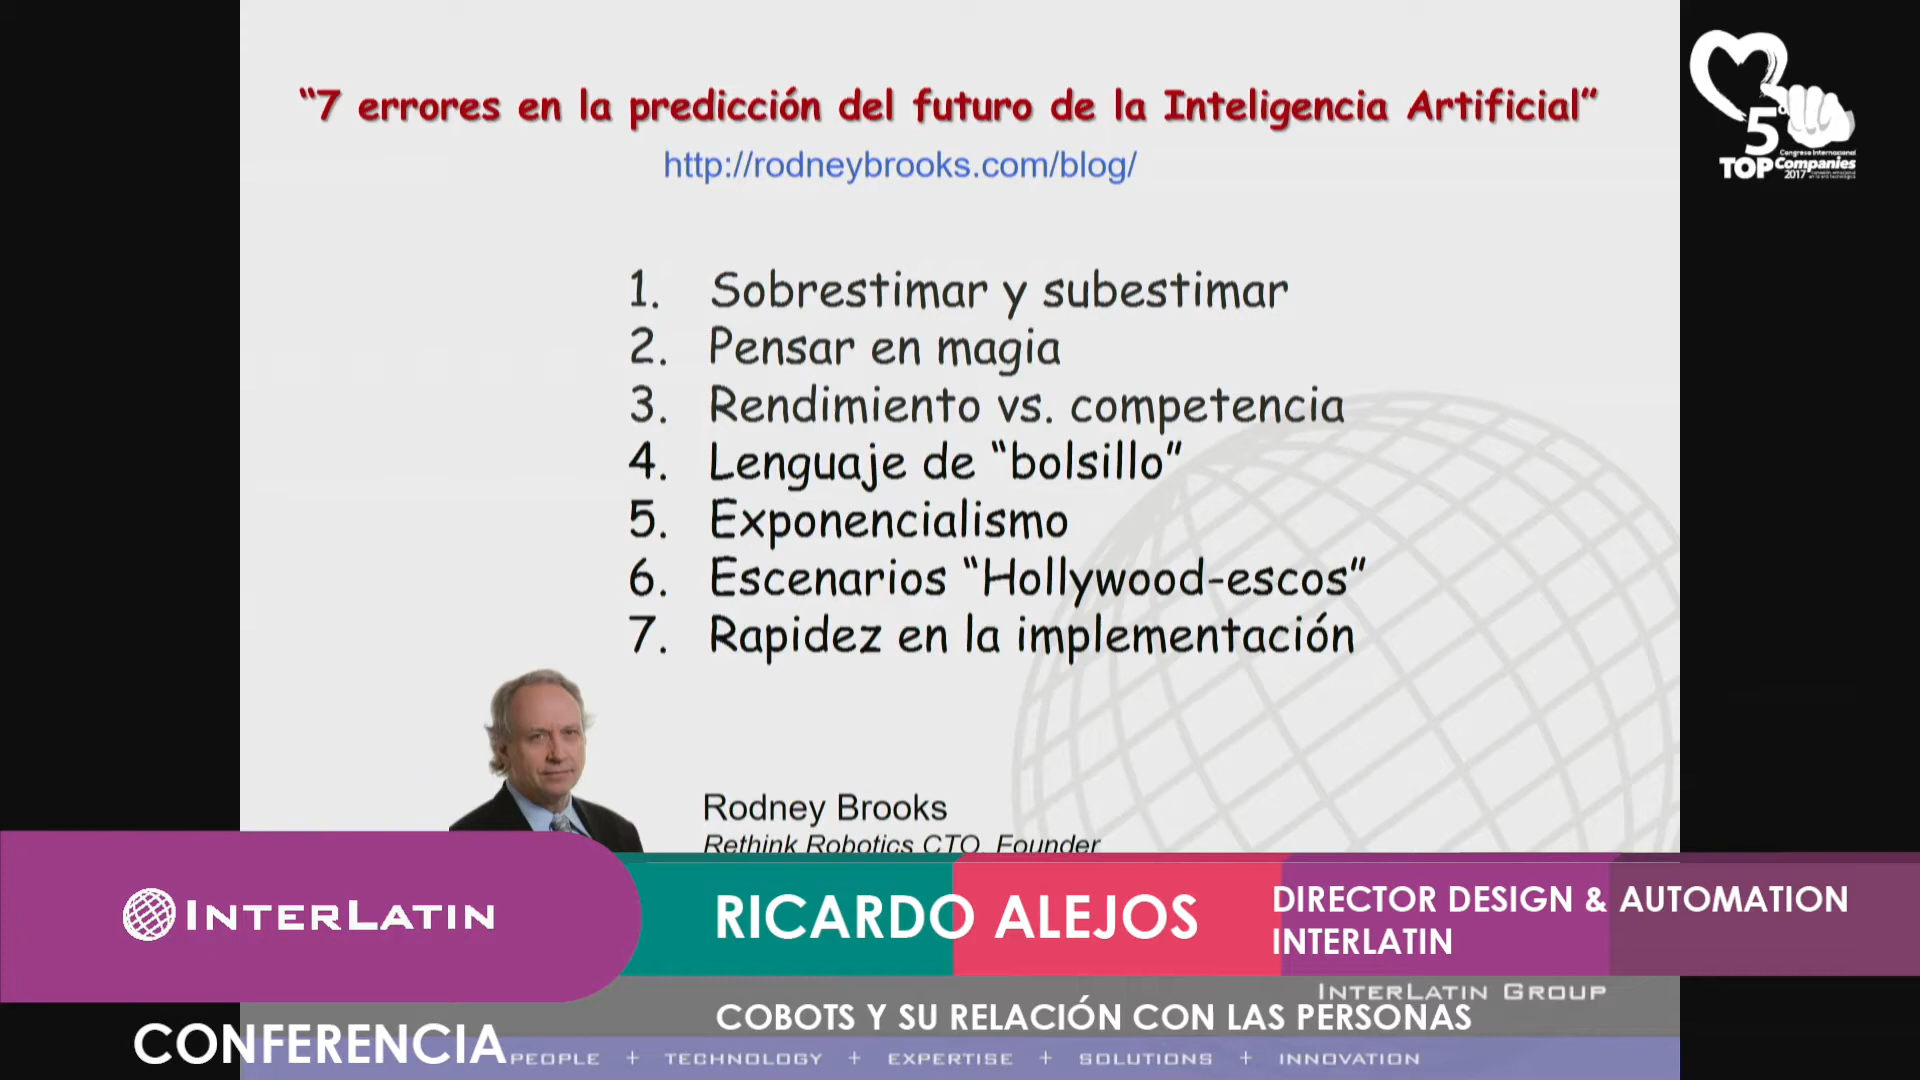 “7 errores en la predicción del futuro de la Inteligencia Artificial”
http://rodneybrooks.com/blog/
1. Sobrestimar y subestimar
2. Pensar en magia
3. Rendimiento vs. competencia
4. Lenguaje de “bolsillo”
5. Exponencialismo
6. Escenarios “Hollywood-escos”
7. Rapidez en la implementación
Rodney Brooks
Rethink Robotics CTO, Founder
5º
Congreso Internacional
TOP Companies
2017
INTERLATIN
RICARDO ALEJOS
DIRECTOR DESIGN & AUTOMATION
INTERLATIN
INTERLATIN GROUP
COBOTS Y SU RELACIÓN CON LAS PERSONAS
CONFERENCIA
PEOPLE + TECHNOLOGY + EXPERTISE + SOLUTIONS + INNOVATION